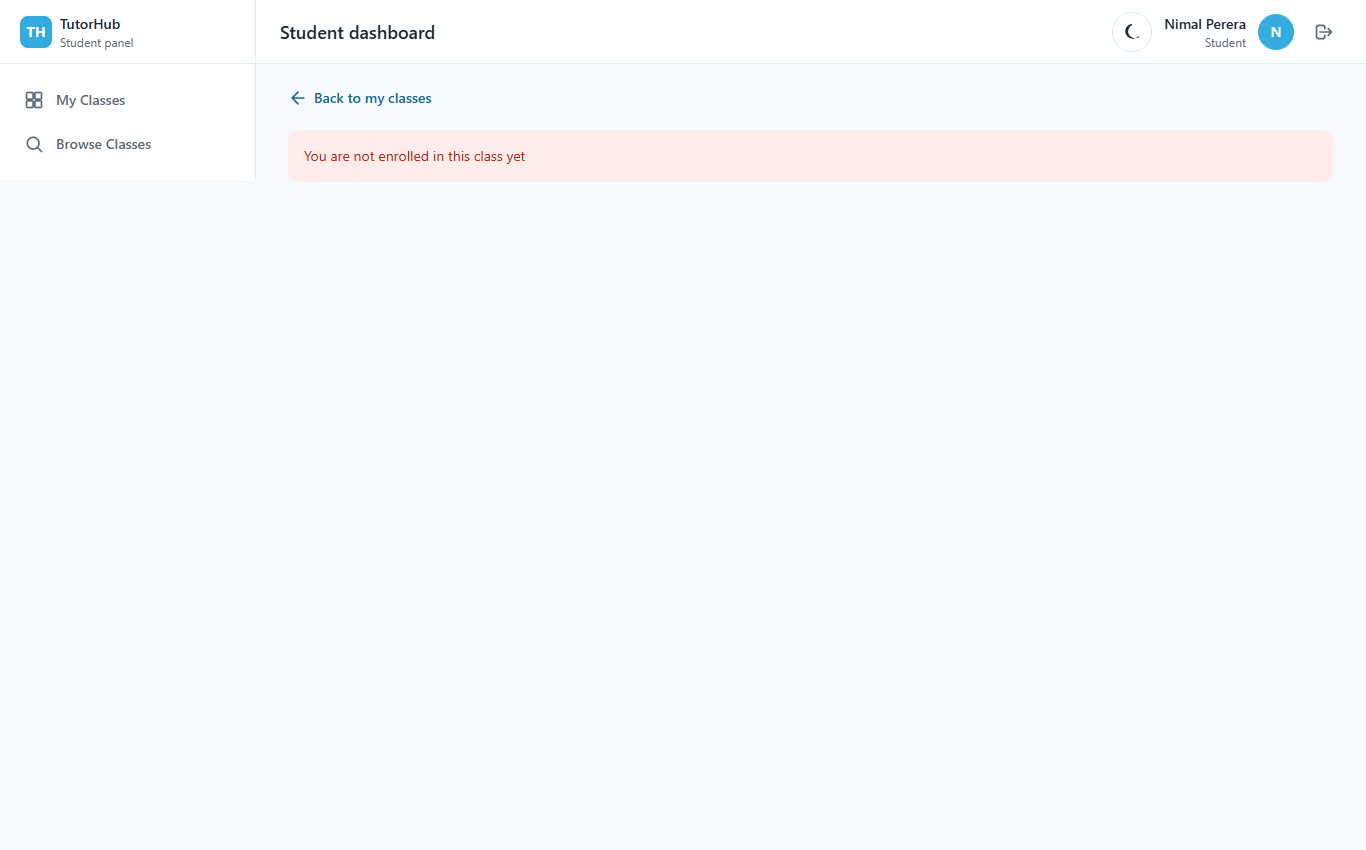 TH
TutorHub
Student panel
Student dashboard
Nimal Perera
Student
N
My Classes
Browse Classes
Back to my classes
You are not enrolled in this class yet